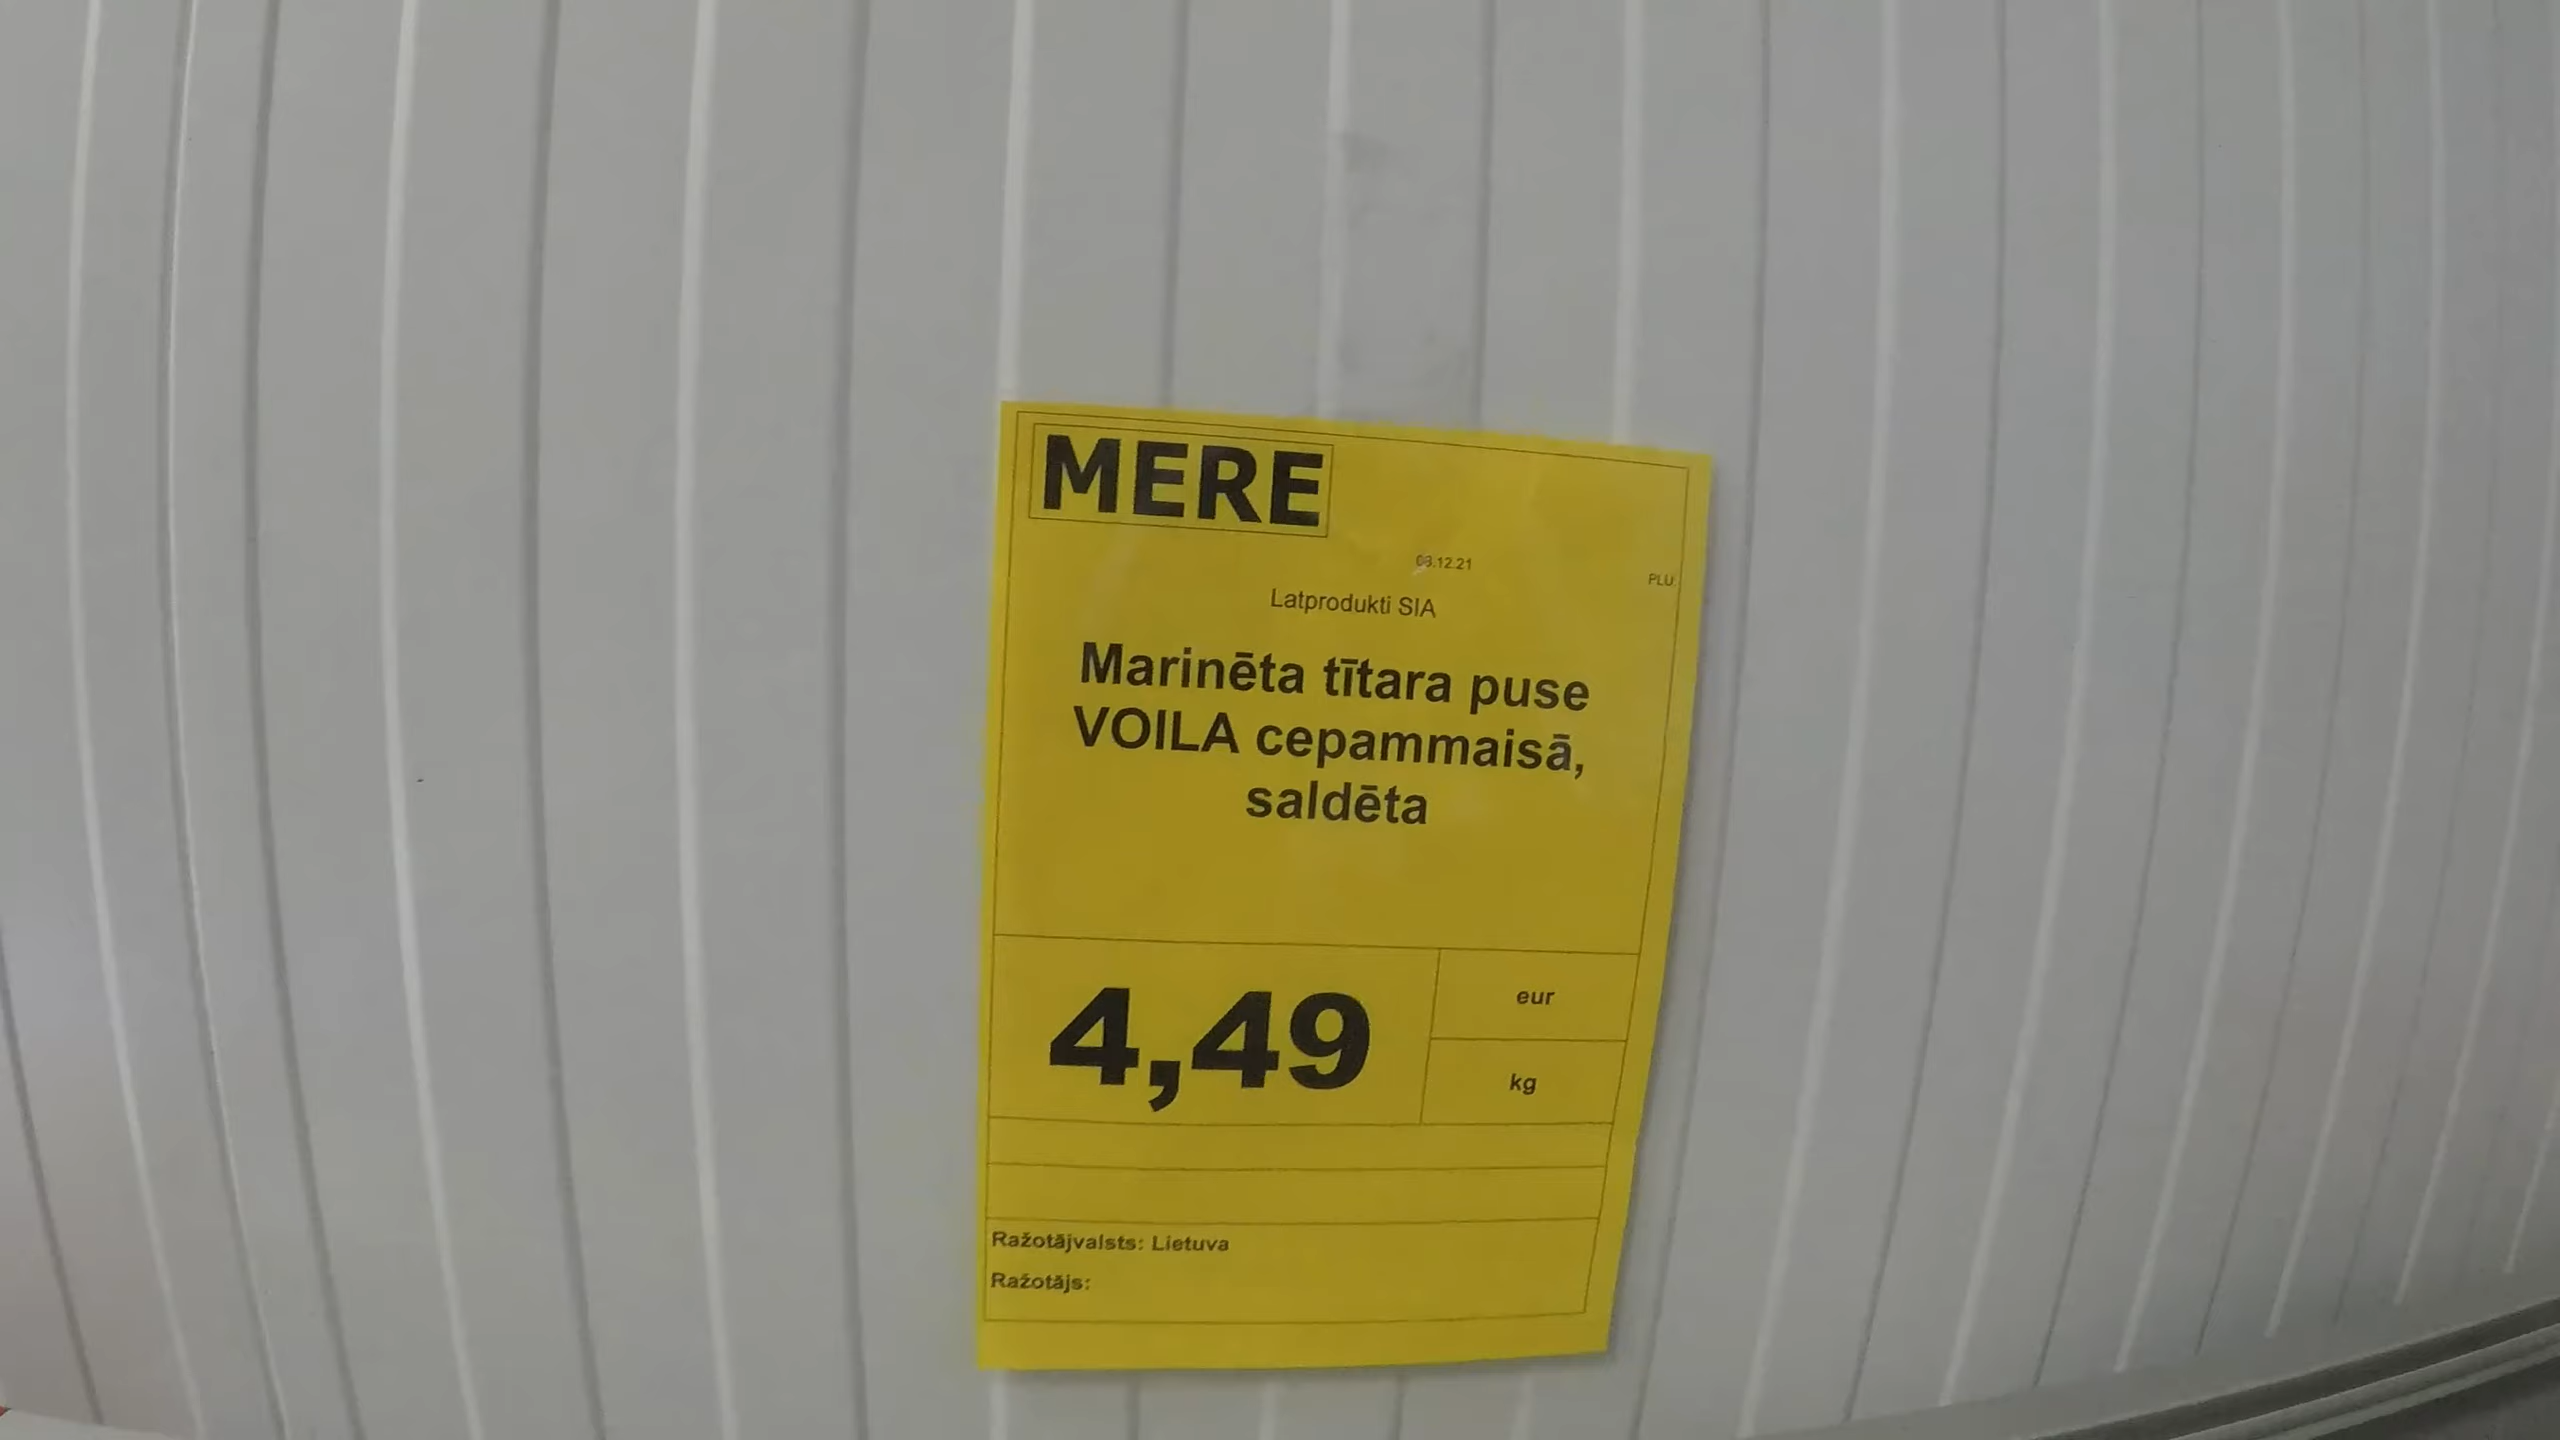 MERE
08.12.21
PLU:
Latprodukti SIA
Marinēta tītara puse
VOILA cepammaisā,
saldēta
4,49
eur
kg
Ražotājvalsts: Lietuva
Ražotājs: